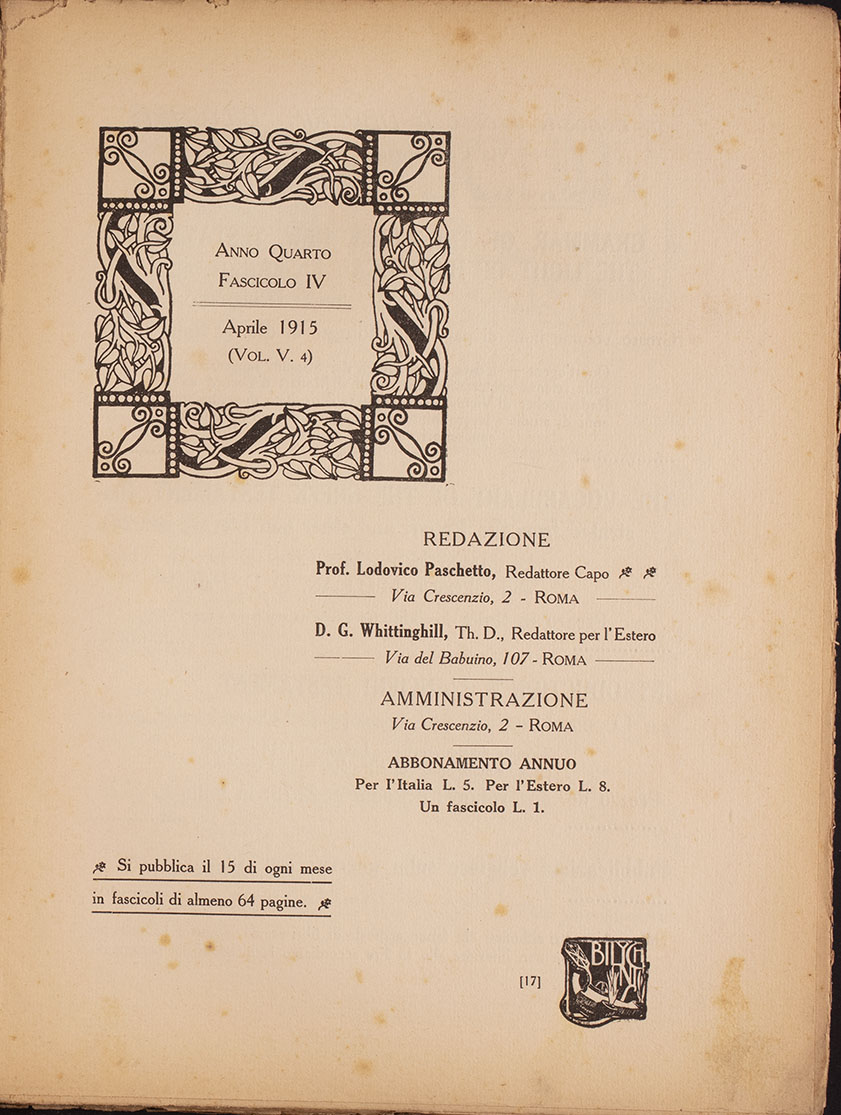 Anno Quarto
Fascicolo IV
Aprile 1915
(Vol. V. 4)
REDAZIONE
Prof. Lodovico Paschetto, Redattore Capo
Via Crescenzio, 2 - Roma
D. G. Whittinghill, Th. D., Redattore per l'Estero
Via del Babuino, 107 - Roma
AMMINISTRAZIONE
Via Crescenzio, 2 - Roma
ABBONAMENTO ANNUO
Per l'Italia L. 5. Per l'Estero L. 8.
Un fascicolo L. 1.
Si pubblica il 15 di ogni mese
in fascicoli di almeno 64 pagine.
[17]
BILYCH
NIS